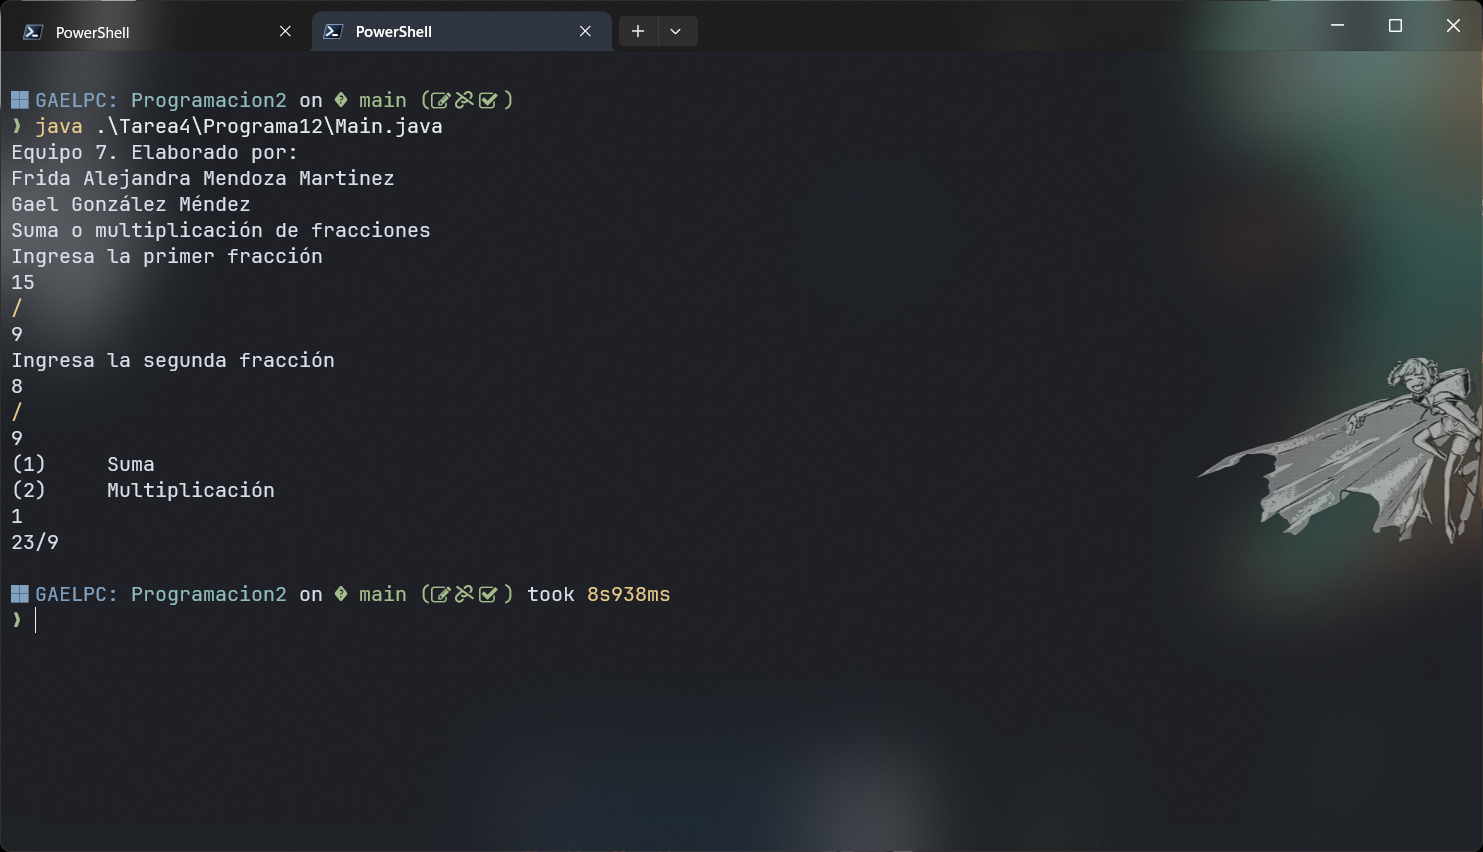 PowerShell
PowerShell
GAELPC: Programacion2 on main ( )
❯ java .\Tarea4\Programa12\Main.java
Equipo 7. Elaborado por:
Frida Alejandra Mendoza Martinez
Gael González Méndez
Suma o multiplicación de fracciones
Ingresa la primer fracción
15
/
9
Ingresa la segunda fracción
8
/
9
(1) Suma
(2) Multiplicación
1
23/9
GAELPC: Programacion2 on main ( ) took 8s938ms
❯